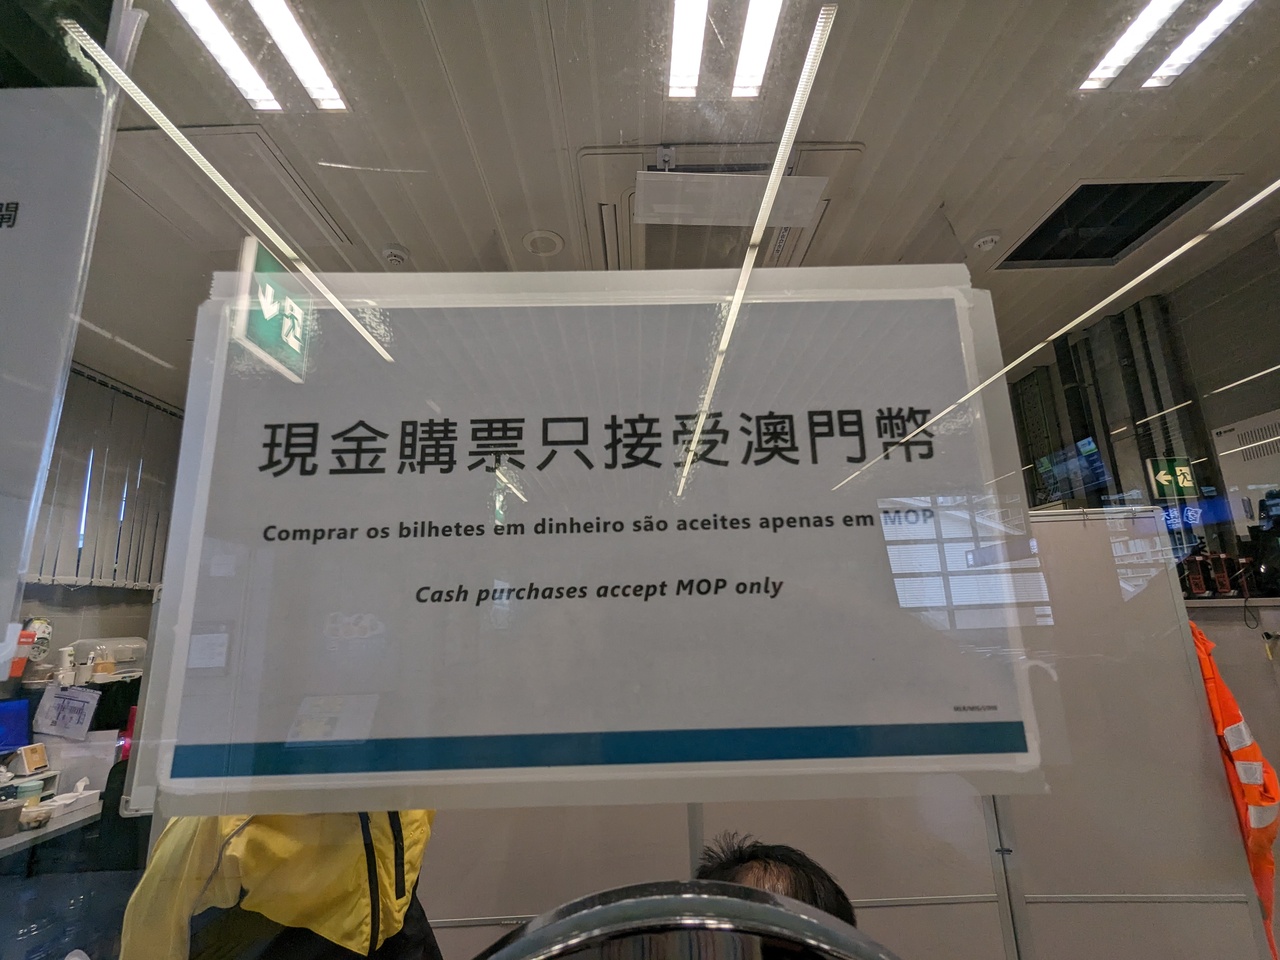 現金購票只接受澳門幣
Comprar os bilhetes em dinheiro são aceites apenas em MOP
Cash purchases accept MOP only